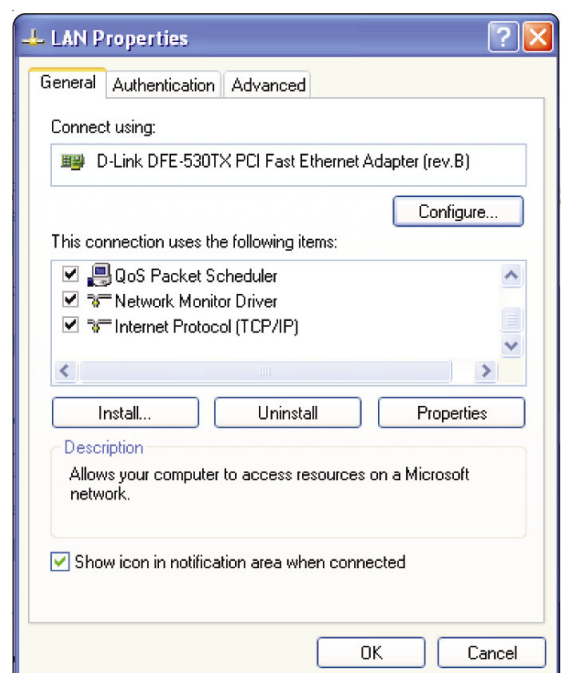 LAN Properties
General Authentication Advanced
Connect using:
D-Link DFE-530TX PCI Fast Ethernet Adapter (rev.B)
Configure...
This connection uses the following items:
QoS Packet Scheduler
Network Monitor Driver
Internet Protocol (TCP/IP)
Install... Uninstall Properties
Description
Allows your computer to access resources on a Microsoft
network.
Show icon in notification area when connected
OK Cancel